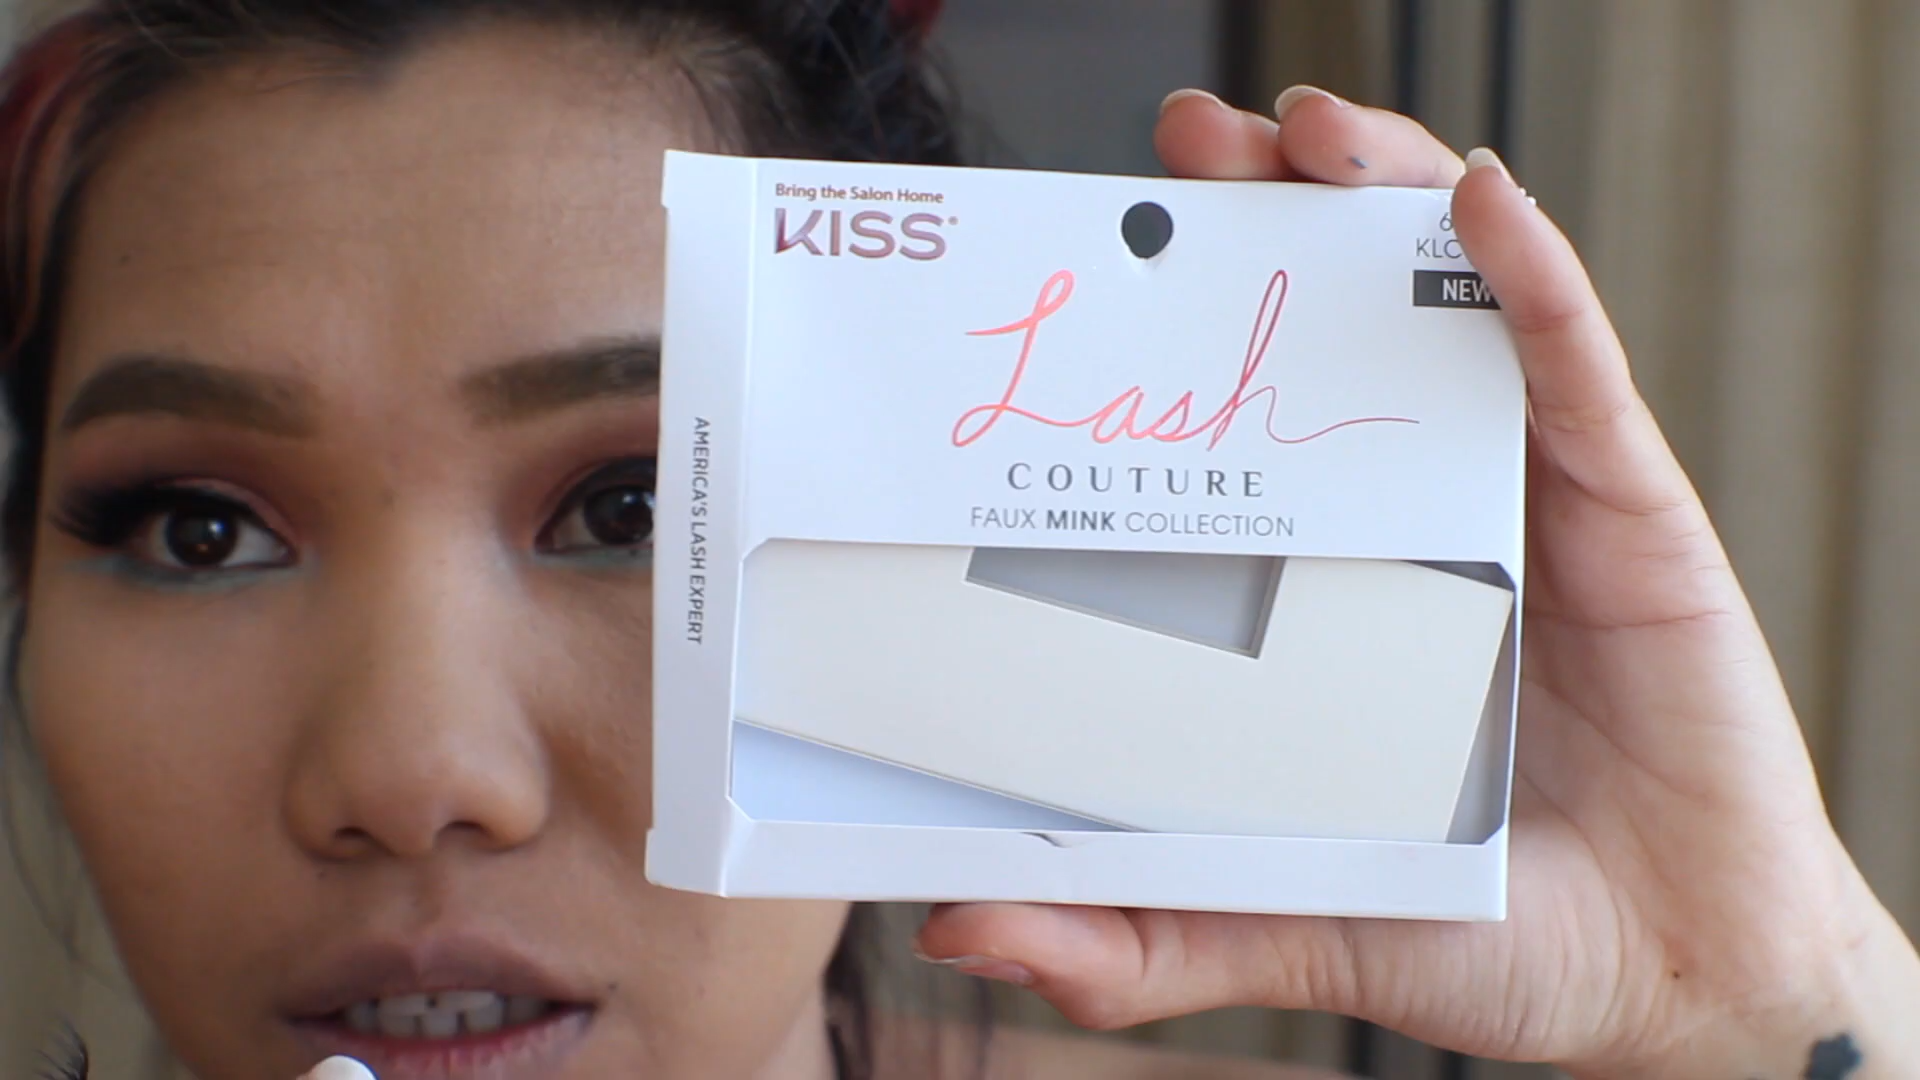 Bring the Salon Home
KISS®
NEW
Lash
COUTURE
FAUX MINK COLLECTION
AMERICA'S LASH EXPERT